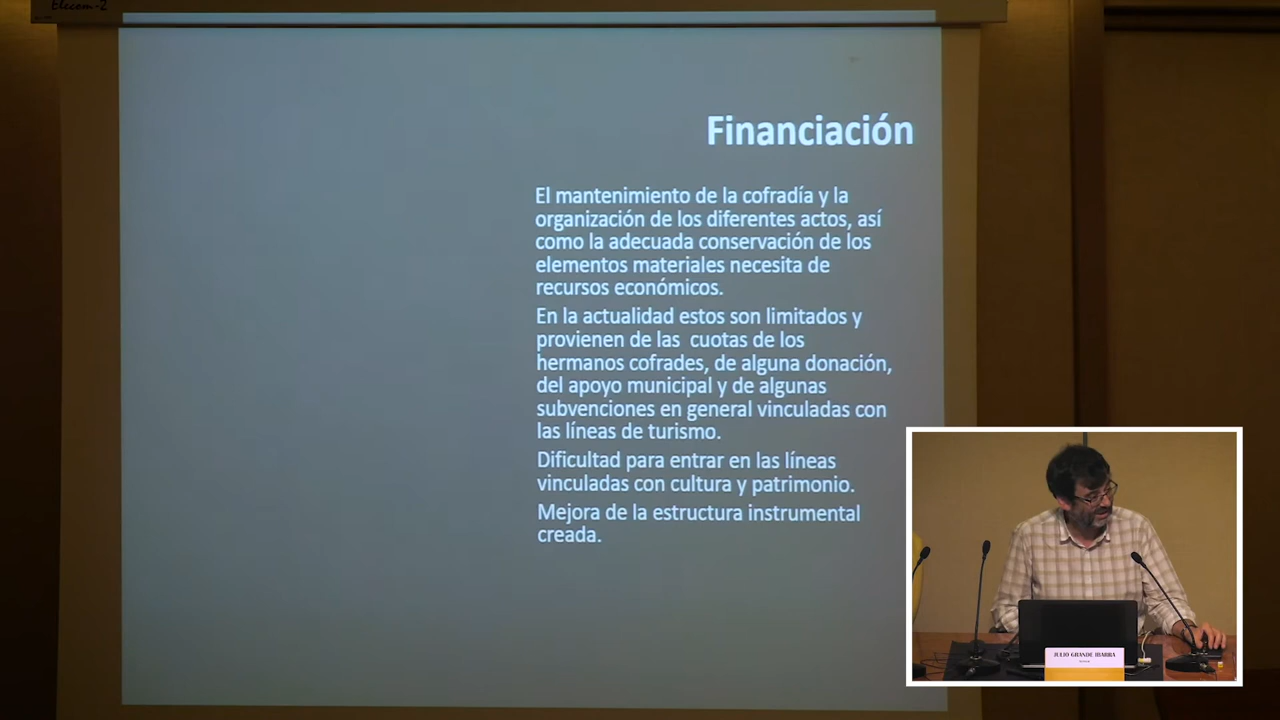 Elecom-2
Financiación
El mantenimiento de la cofradía y la
organización de los diferentes actos, así
como la adecuada conservación de los
elementos materiales necesita de
recursos económicos.
En la actualidad estos son limitados y
provienen de las cuotas de los
hermanos cofrades, de alguna donación,
del apoyo municipal y de algunas
subvenciones en general vinculadas con
las líneas de turismo.
Dificultad para entrar en las líneas
vinculadas con cultura y patrimonio.
Mejora de la estructura instrumental
creada.
JULIO GRANDE IBARRA